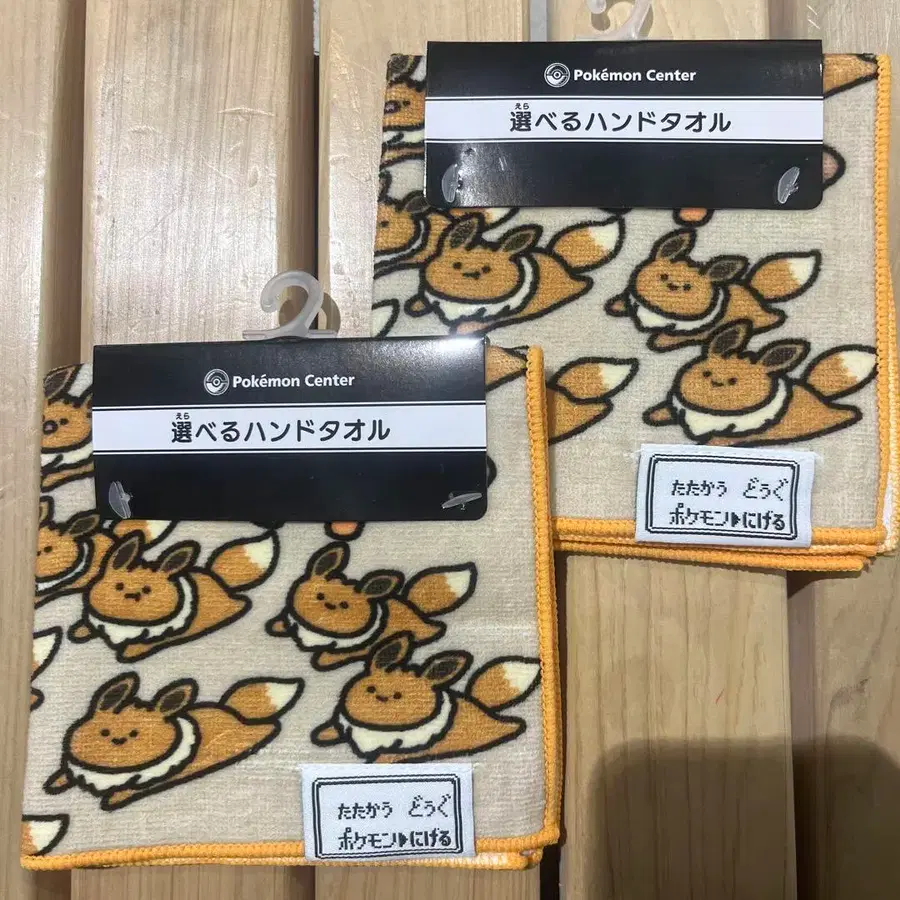 Pokémon Center
えら
選べるハンドタオル
たたかう どうぐ
ポケモン▶にげる
Pokémon Center
えら
選べるハンドタオル
たたかう どうぐ
ポケモン▶にげる